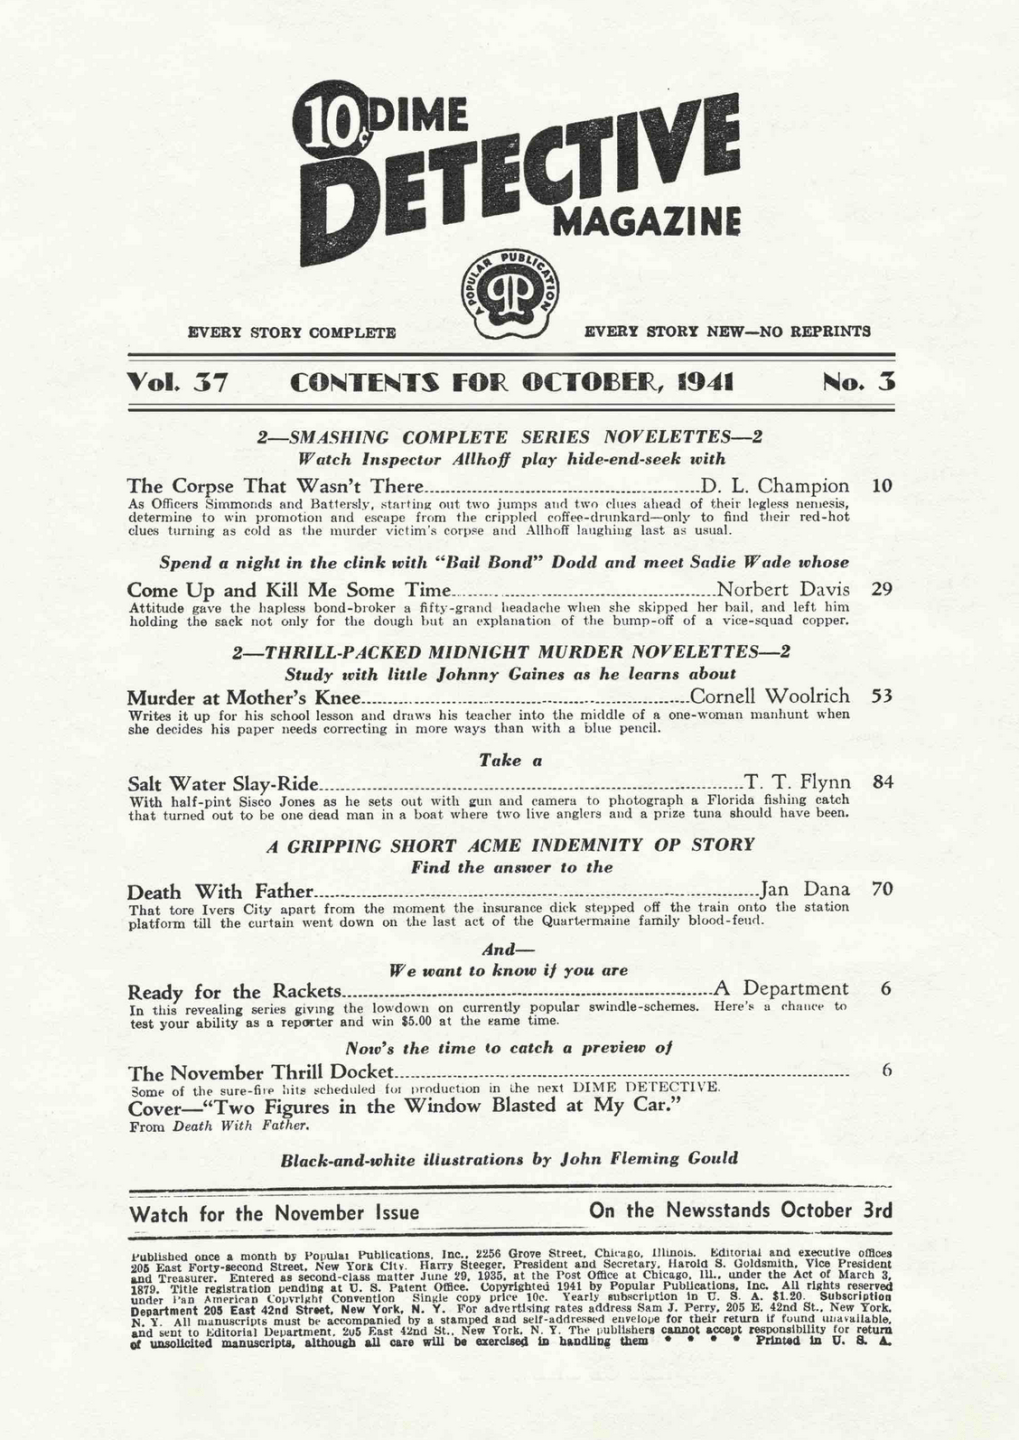 10¢ DIME
DETECTIVE
MAGAZINE
A POPULAR PUBLICATION
EVERY STORY COMPLETE EVERY STORY NEW—NO REPRINTS
Vol. 37 CONTENTS FOR OCTOBER, 1941 No. 3
2—SMASHING COMPLETE SERIES NOVELETTES—2
Watch Inspector Allhoff play hide-end-seek with
The Corpse That Wasn't There D. L. Champion 10
As Officers Simmonds and Battersly, starting out two jumps and two clues ahead of their legless nemesis,
determine to win promotion and escape from the crippled coffee-drunkard—only to find their red-hot
clues turning as cold as the murder victim's corpse and Allhoff laughing last as usual.
Spend a night in the clink with "Bail Bond" Dodd and meet Sadie Wade whose
Come Up and Kill Me Some Time Norbert Davis 29
Attitude gave the hapless bond-broker a fifty-grand headache when she skipped her bail, and left him
holding the sack not only for the dough but an explanation of the bump-off of a vice-squad copper.
2—THRILL-PACKED MIDNIGHT MURDER NOVELETTES—2
Study with little Johnny Gaines as he learns about
Murder at Mother's Knee Cornell Woolrich 53
Writes it up for his school lesson and draws his teacher into the middle of a one-woman manhunt when
she decides his paper needs correcting in more ways than with a blue pencil.
Take a
Salt Water Slay-Ride T. T. Flynn 84
With half-pint Sisco Jones as he sets out with gun and camera to photograph a Florida fishing catch
that turned out to be one dead man in a boat where two live anglers and a prize tuna should have been.
A GRIPPING SHORT ACME INDEMNITY OP STORY
Find the answer to the
Death With Father Jan Dana 70
That tore Ivers City apart from the moment the insurance dick stepped off the train onto the station
platform till the curtain went down on the last act of the Quartermaine family blood-feud.
And—
We want to know if you are
Ready for the Rackets A Department 6
In this revealing series giving the lowdown on currently popular swindle-schemes. Here's a chance to
test your ability as a reporter and win $5.00 at the same time.
Now's the time to catch a preview of
The November Thrill Docket 6
Some of the sure-fire hits scheduled for production in the next DIME DETECTIVE.
Cover—"Two Figures in the Window Blasted at My Car."
From Death With Father.
Black-and-white illustrations by John Fleming Gould
Watch for the November Issue On the Newsstands October 3rd
Published once a month by Popular Publications, Inc., 2256 Grove Street, Chicago, Illinois. Editorial and executive offices
205 East Forty-second Street, New York City. Harry Steeger, President and Secretary, Harold S. Goldsmith, Vice President
and Treasurer. Entered as second-class matter June 29, 1935, at the Post Office at Chicago, Ill., under the Act of March 3,
1879. Title registration pending at U. S. Patent Office. Copyrighted 1941 by Popular Publications, Inc. All rights reserved
under Pan American Copyright Convention Single copy price 10c. Yearly subscription in U. S. A. $1.20. Subscription
Department 205 East 42nd Street, New York, N. Y. For advertising rates address Sam J. Perry, 205 E. 42nd St., New York,
N. Y. All manuscripts must be accompanied by a stamped and self-addressed envelope for their return if found unavailable,
and sent to Editorial Department, 205 East 42nd St., New York, N. Y. The publishers cannot accept responsibility for return
of unsolicited manuscripts, although all care will be exercised in handling them * * * * Printed in U. S. A.